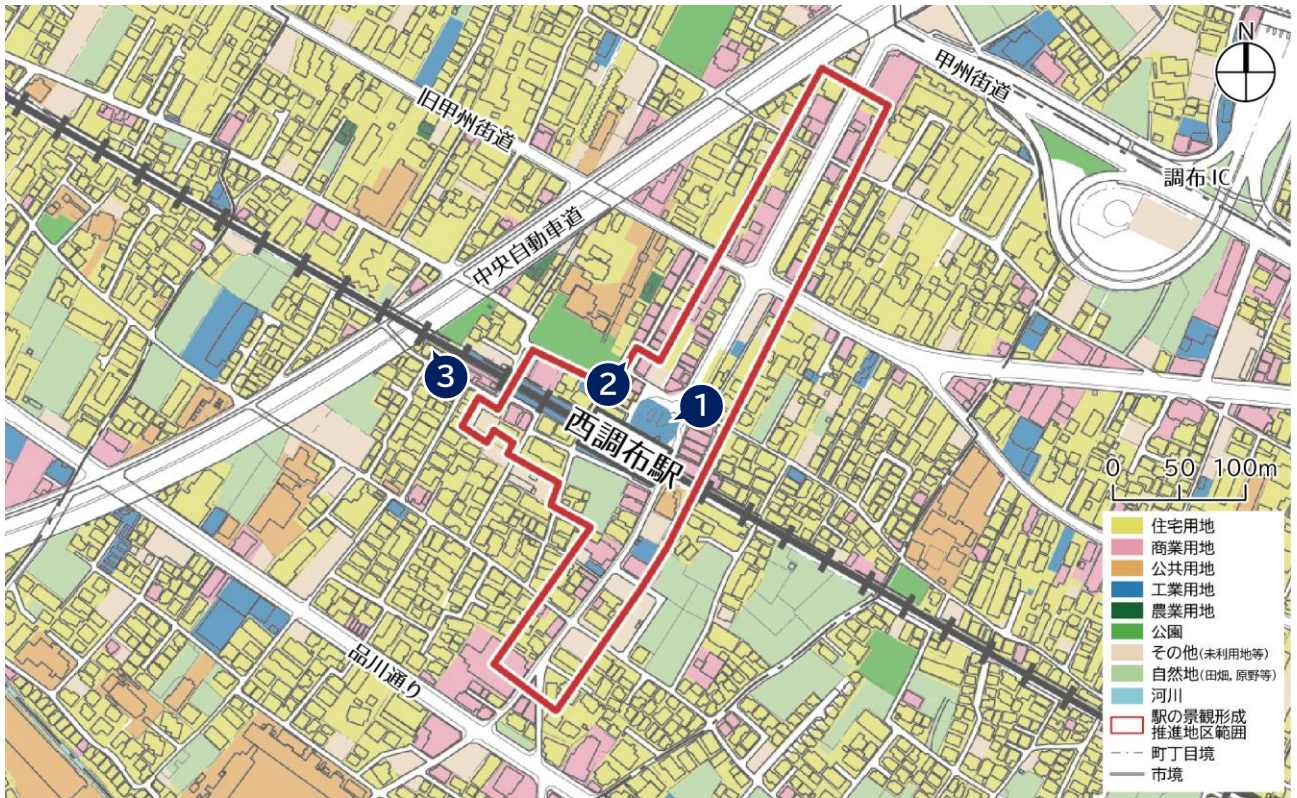 N
甲州街道
旧甲州街道
調布 IC
中央自動車道
3
2
1
西調布駅
品川通り
0 50 100m
住宅用地
商業用地
公共用地
工業用地
農業用地
公園
その他(未利用地等)
自然地(田畑, 原野等)
河川
駅の景観形成
推進地区範囲
町丁目境
市境